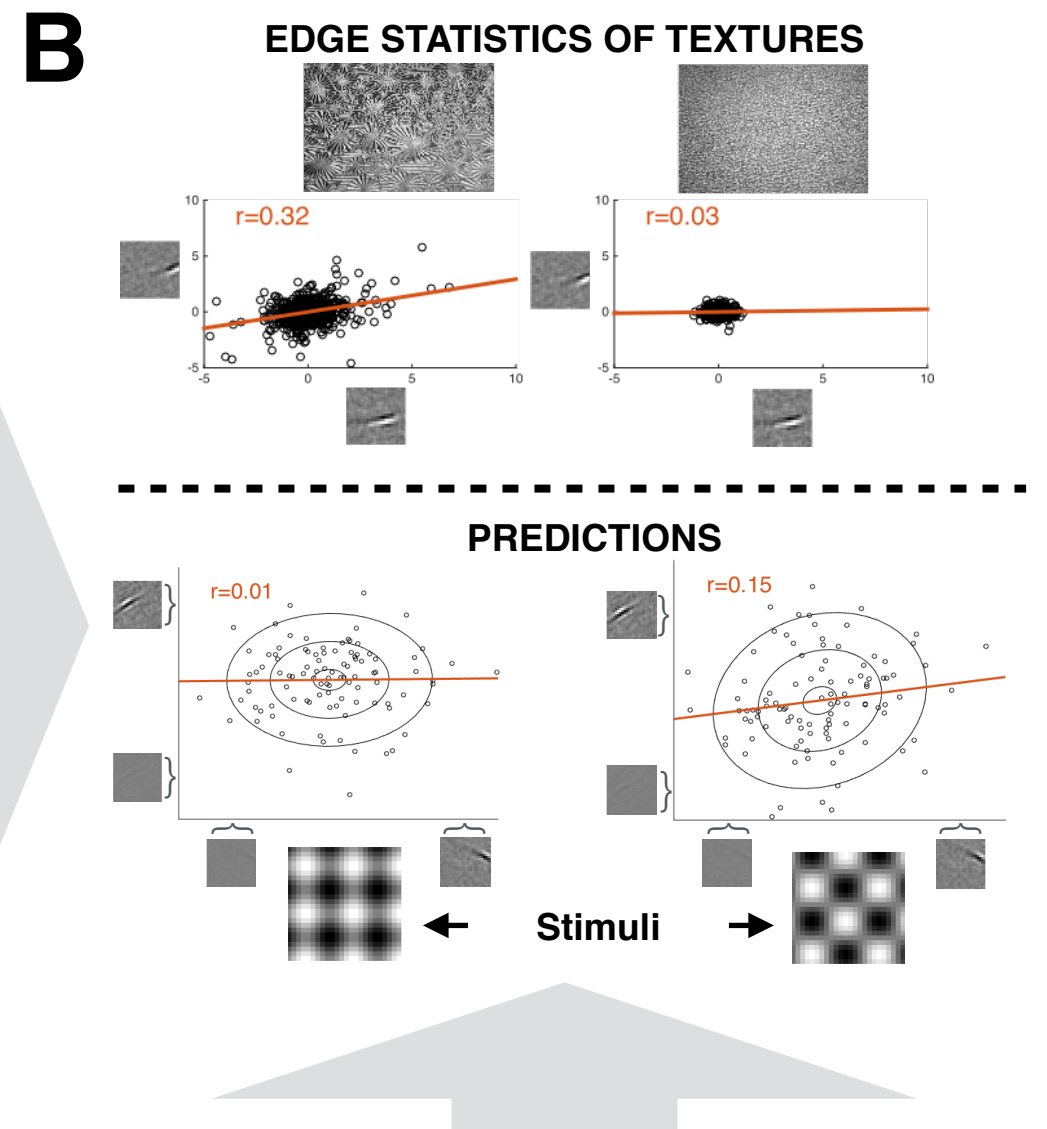 B
EDGE STATISTICS OF TEXTURES
r=0.32
10
5
0
-5
-5 0 5 10
r=0.03
10
5
0
-5
-5 0 5 10
PREDICTIONS
r=0.01
r=0.15
Stimuli